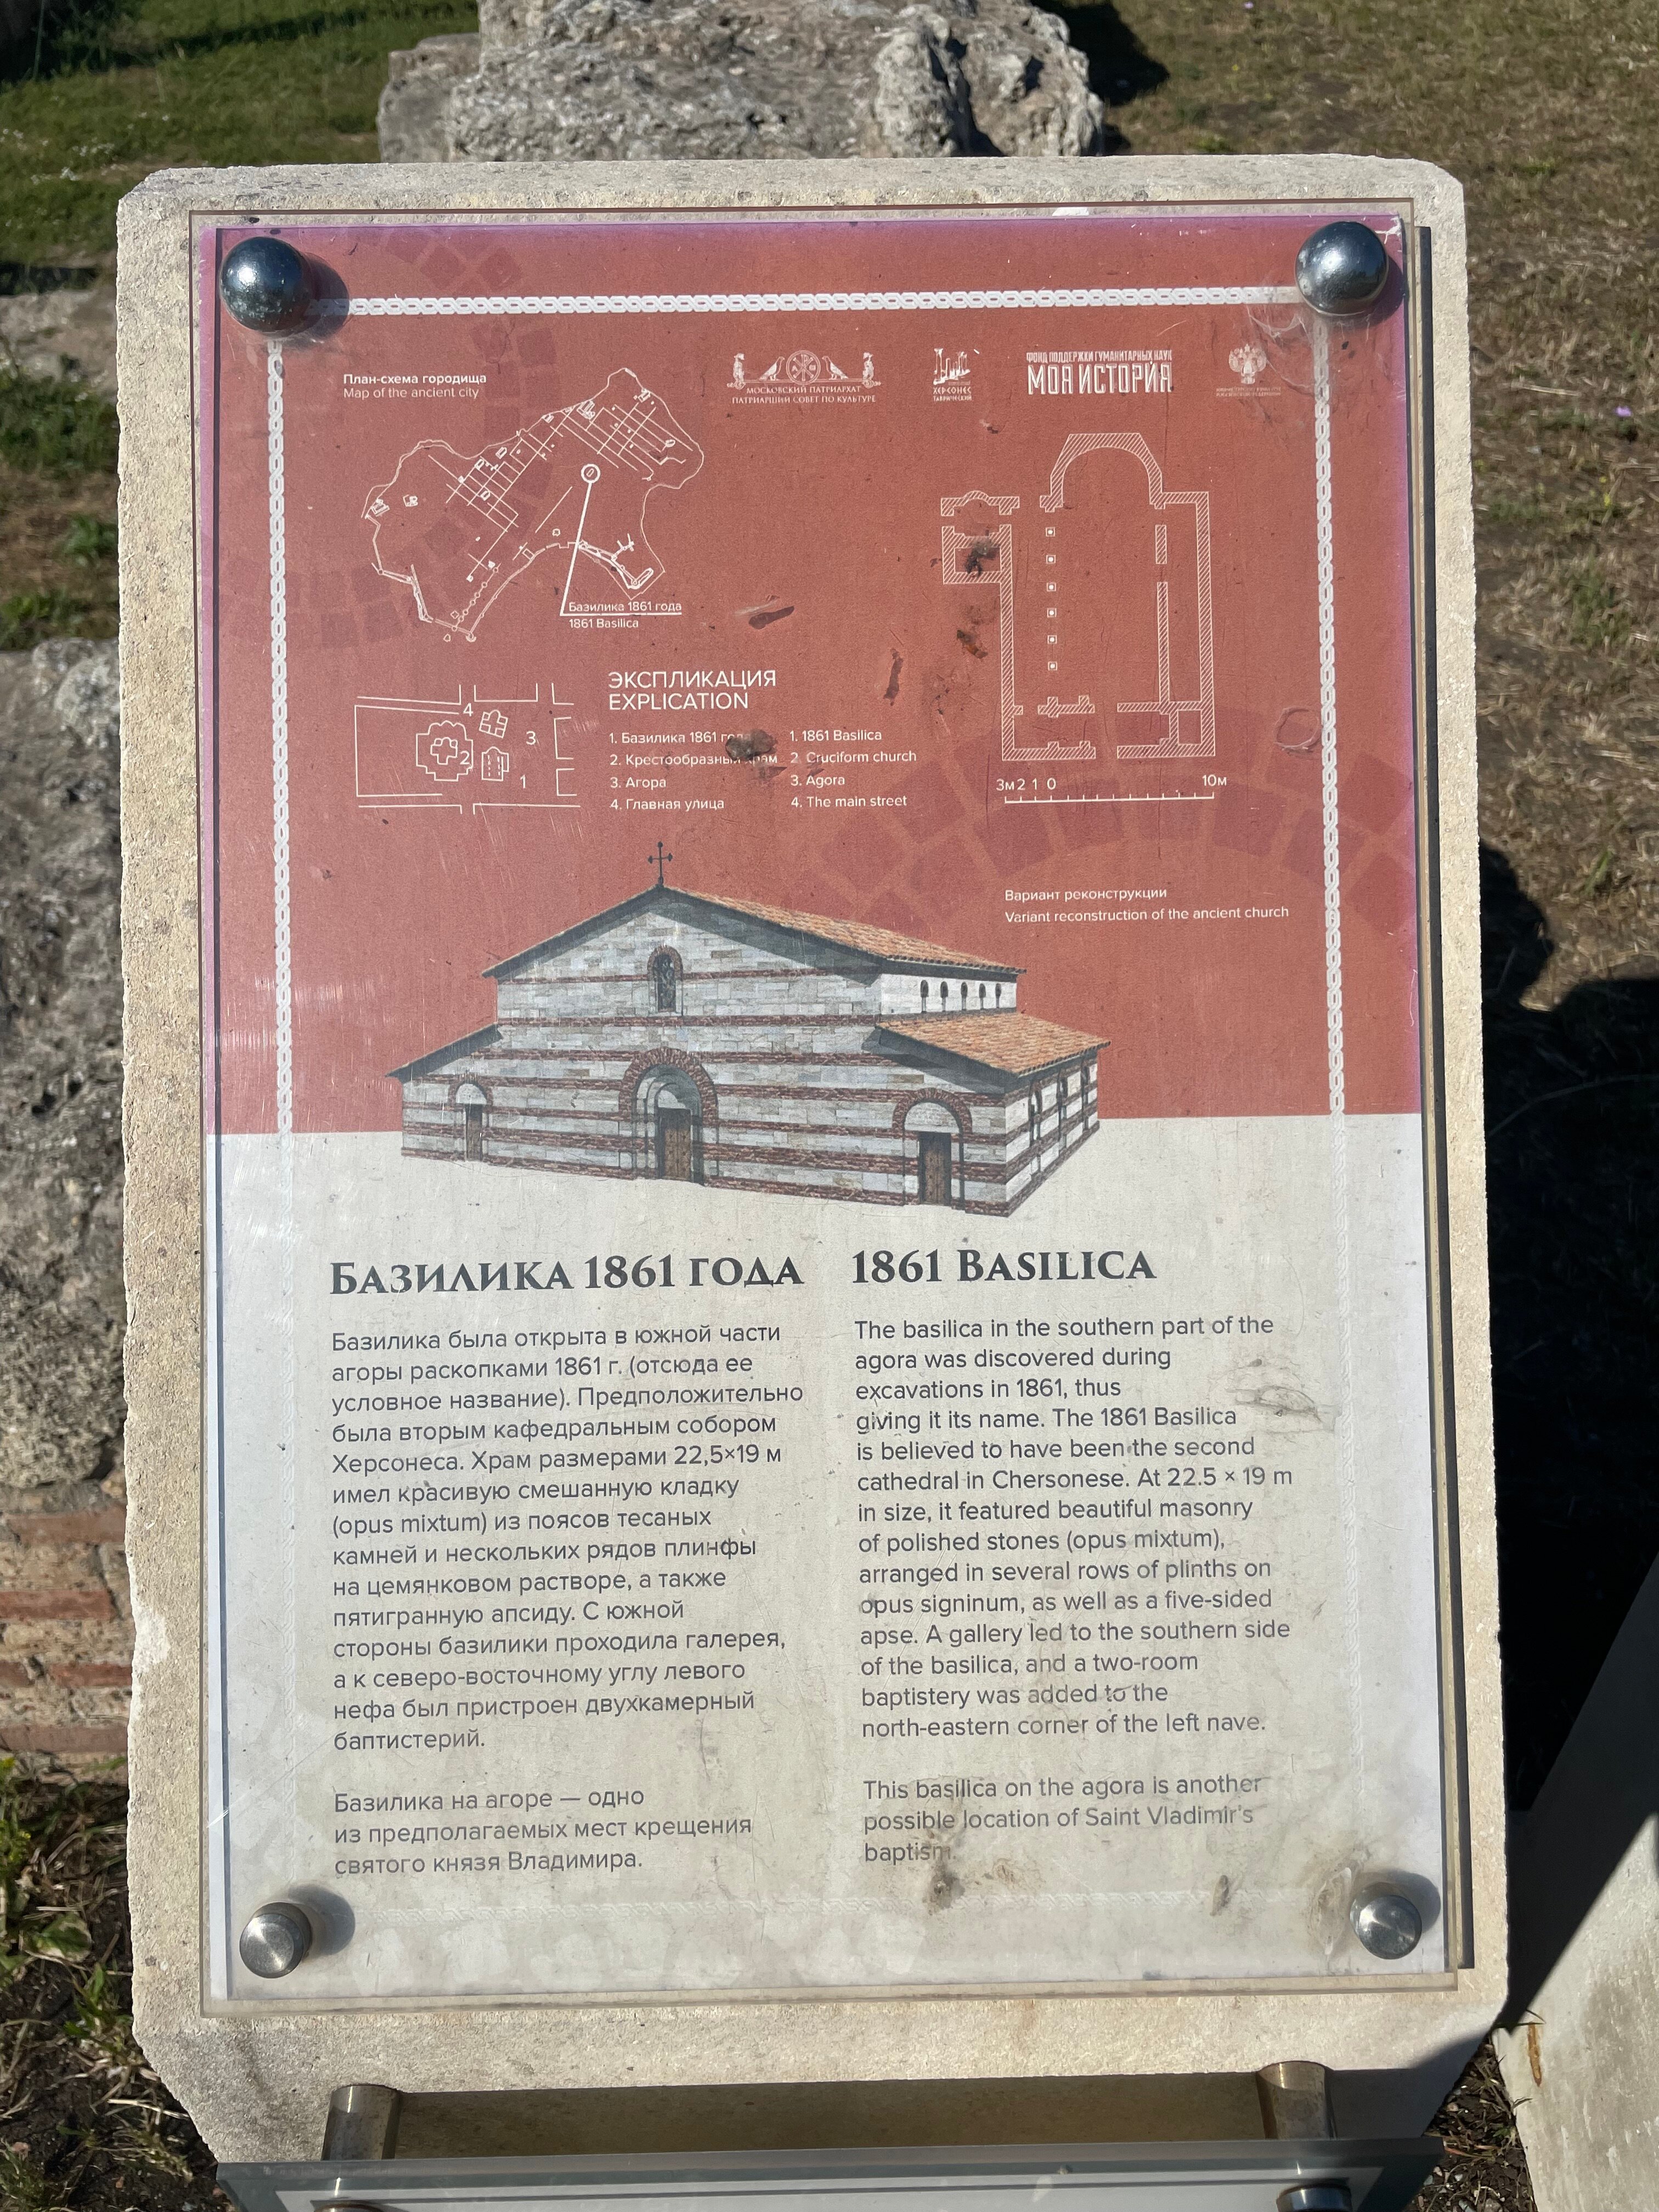 План-схема городища
Map of the ancient city
МОСКОВСКИЙ ПАТРИАРХАТ
ПАТРИАРШИЙ СОВЕТ ПО КУЛЬТУРЕ
ХЕРСОНЕС
ТАВРИЧЕСКИЙ
ФОНД ПОДДЕРЖКИ ГУМАНИТАРНЫХ НАУК
МОЯ ИСТОРИЯ
Базилика 1861 года
1861 Basilica
4
3
2
1
ЭКСПЛИКАЦИЯ
EXPLICATION
1. Базилика 1861
2. Крестообразный храм
3. Агора
4. Главная улица
1. 1861 Basilica
2. Cruciform church
3. Agora
4. The main street
3м 2 1 0 10м
Вариант реконструкции
Variant reconstruction of the ancient church
БАЗИЛИКА 1861 ГОДА
Базилика была открыта в южной части
агоры раскопками 1861 г. (отсюда ее
условное название). Предположительно
была вторым кафедральным собором
Херсонеса. Храм размерами 22,5×19 м
имел красивую смешанную кладку
(opus mixtum) из поясов тесаных
камней и нескольких рядов плинфы
на цемянковом растворе, а также
пятигранную апсиду. С южной
стороны базилики проходила галерея,
а к северо-восточному углу левого
нефа был пристроен двухкамерный
баптистерий.
Базилика на агоре — одно
из предполагаемых мест крещения
святого князя Владимира.
1861 BASILICA
The basilica in the southern part of the
agora was discovered during
excavations in 1861, thus
giving it its name. The 1861 Basilica
is believed to have been the second
cathedral in Chersonese. At 22.5 × 19 m
in size, it featured beautiful masonry
of polished stones (opus mixtum),
arranged in several rows of plinths on
opus signinum, as well as a five-sided
apse. A gallery led to the southern side
of the basilica, and a two-room
baptistery was added to the
north-eastern corner of the left nave.
This basilica on the agora is another
possible location of Saint Vladimir's
baptism.